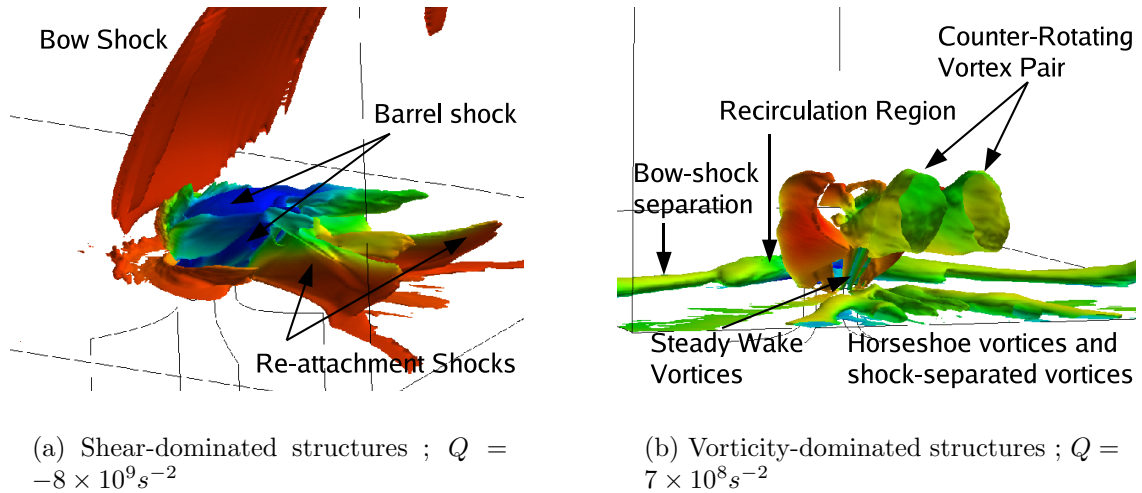 Bow Shock
Barrel shock
Re-attachment Shocks
Counter-Rotating
Vortex Pair
Recirculation Region
Bow-shock
separation
Steady Wake
Vortices
Horseshoe vortices and
shock-separated vortices
(a) Shear-dominated structures ; Q =
−8 × 10⁹s⁻²
(b) Vorticity-dominated structures ; Q =
7 × 10⁸s⁻²